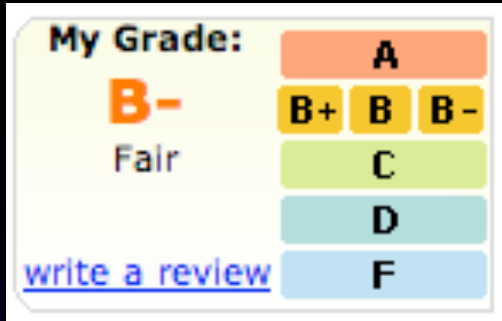 My Grade:
B-
Fair
write a review
A
B+ B B-
C
D
F